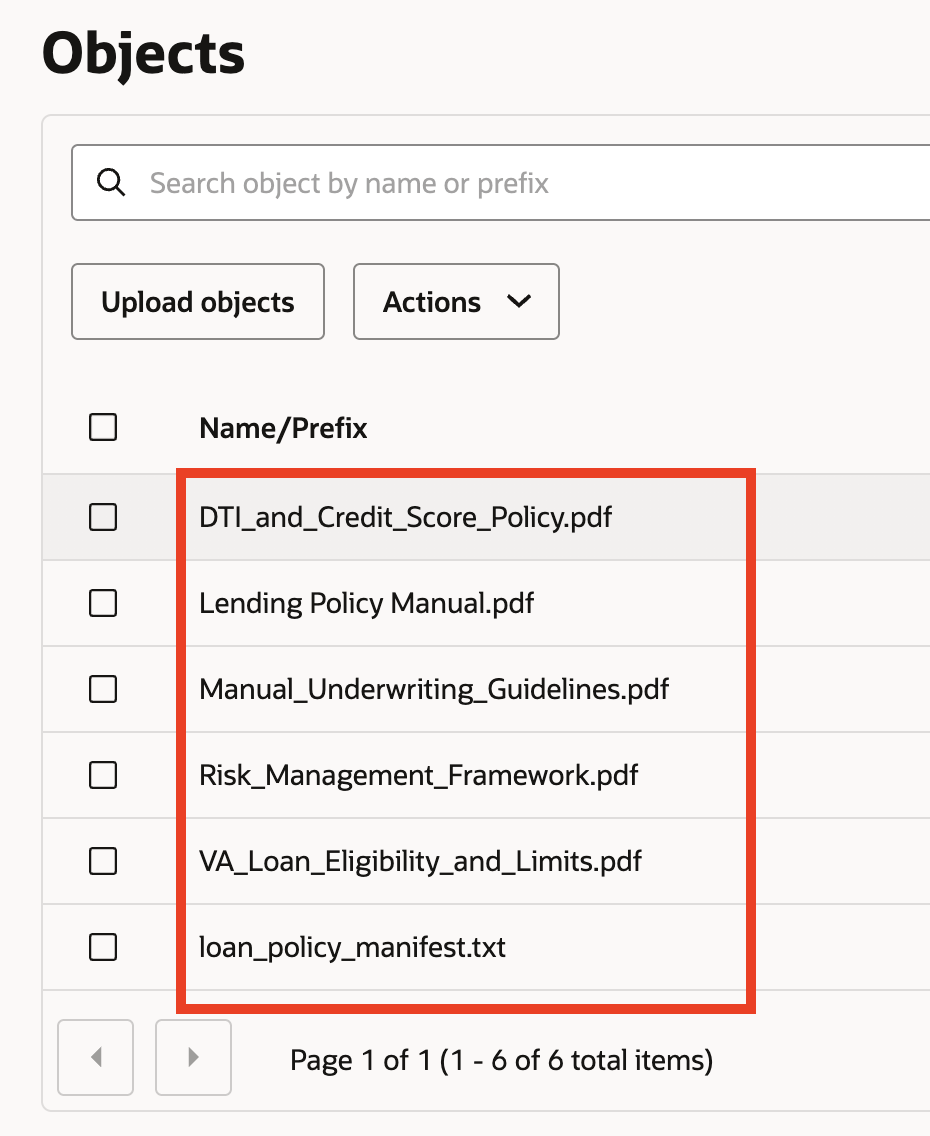 Objects
Search object by name or prefix
Upload objects
Actions
Name/Prefix
DTI_and_Credit_Score_Policy.pdf
Lending Policy Manual.pdf
Manual_Underwriting_Guidelines.pdf
Risk_Management_Framework.pdf
VA_Loan_Eligibility_and_Limits.pdf
loan_policy_manifest.txt
Page 1 of 1 (1 - 6 of 6 total items)